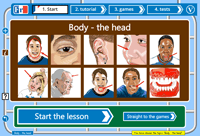 1. Start
2. tutorial
3. games
4. tests
Body - the head
Start the lesson
Straight to the games!